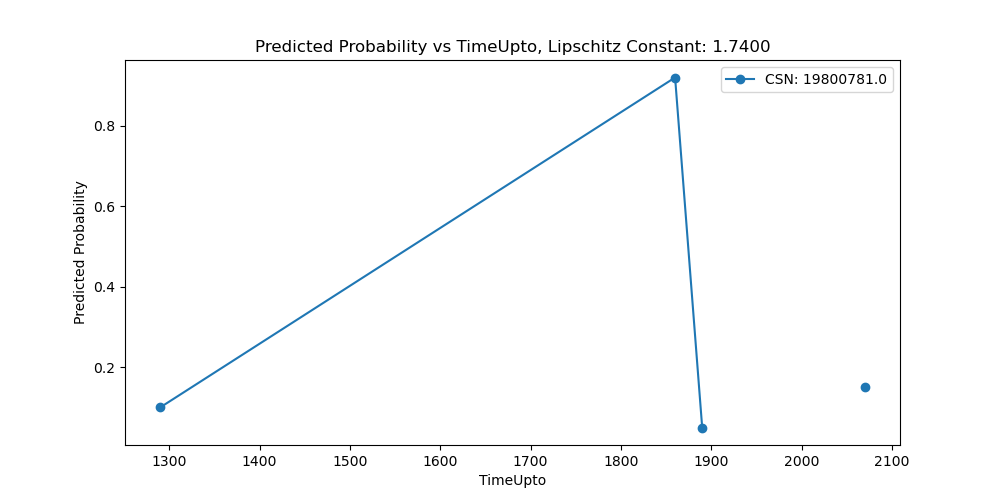 Predicted Probability vs TimeUpto, Lipschitz Constant: 1.7400
CSN: 19800781.0
Predicted Probability
0.8
0.6
0.4
0.2
1300 1400 1500 1600 1700 1800 1900 2000 2100
TimeUpto